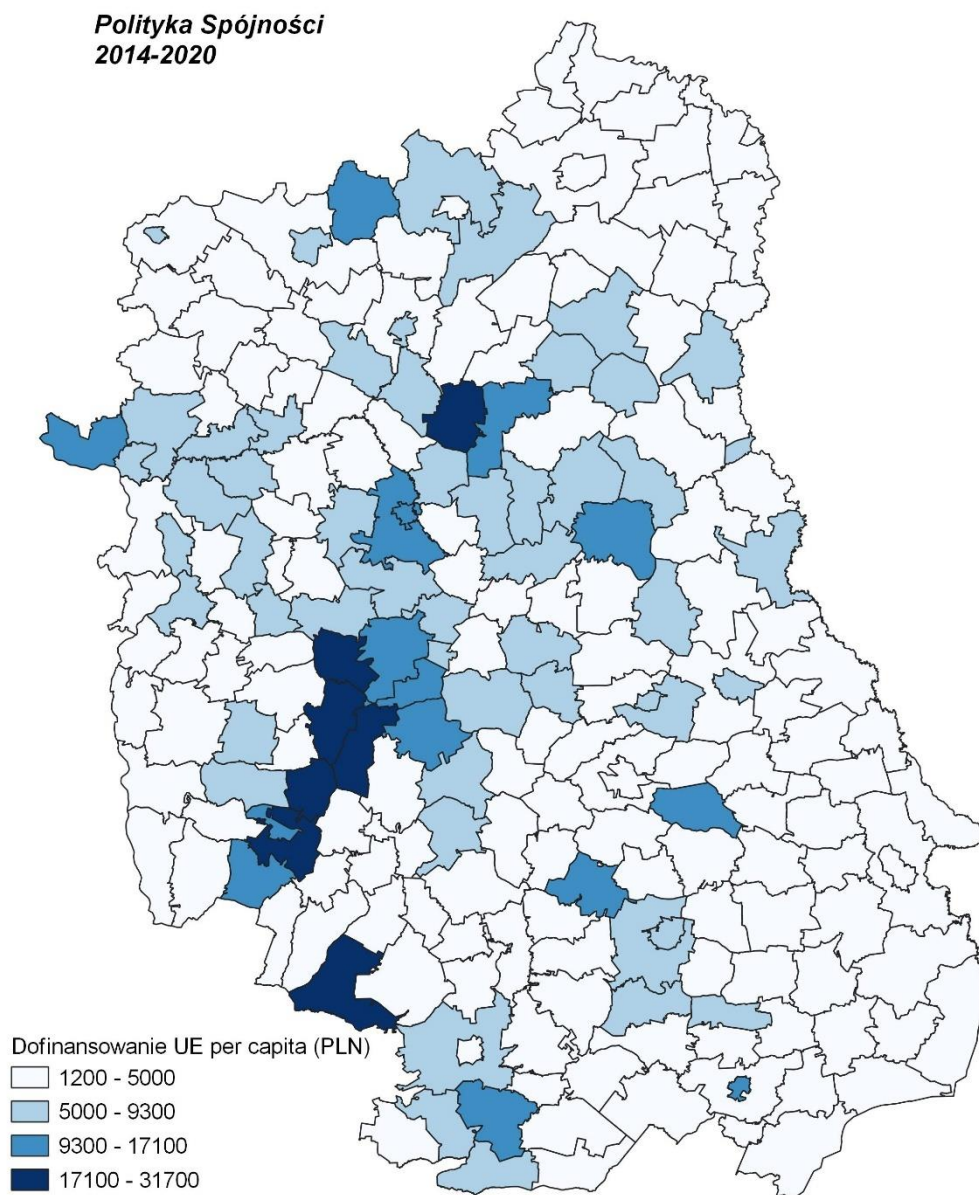 Polityka Spójności
2014-2020
Dofinansowanie UE per capita (PLN)
1200 - 5000
5000 - 9300
9300 - 17100
17100 - 31700